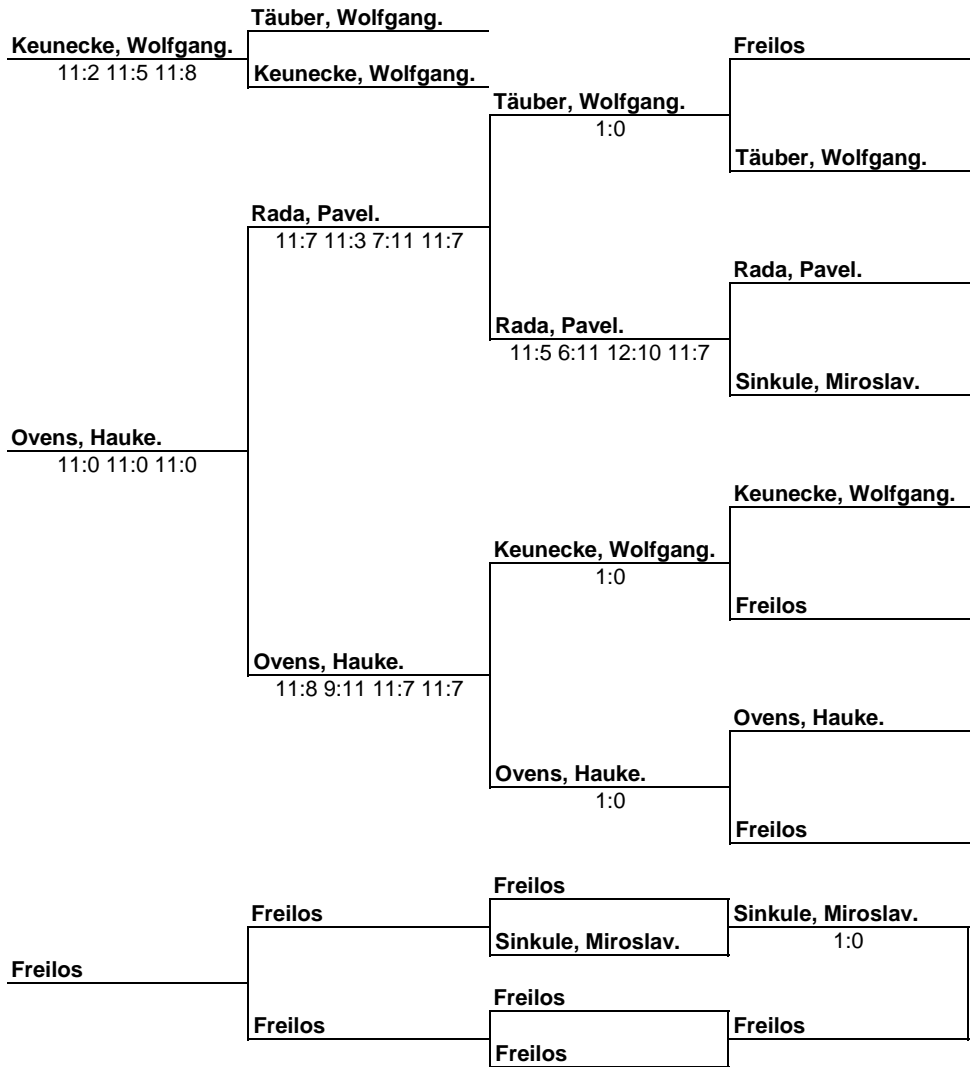 Täuber, Wolfgang.
Keunecke, Wolfgang.
Freilos
11:2 11:5 11:8
Keunecke, Wolfgang.
Täuber, Wolfgang.
1:0
Täuber, Wolfgang.
Rada, Pavel.
11:7 11:3 7:11 11:7
Rada, Pavel.
Rada, Pavel.
11:5 6:11 12:10 11:7
Sinkule, Miroslav.
Ovens, Hauke.
11:0 11:0 11:0
Keunecke, Wolfgang.
Keunecke, Wolfgang.
1:0
Freilos
Ovens, Hauke.
11:8 9:11 11:7 11:7
Ovens, Hauke.
Ovens, Hauke.
1:0
Freilos
Freilos
Freilos
Sinkule, Miroslav.
Sinkule, Miroslav.
1:0
Freilos
Freilos
Freilos
Freilos
Freilos